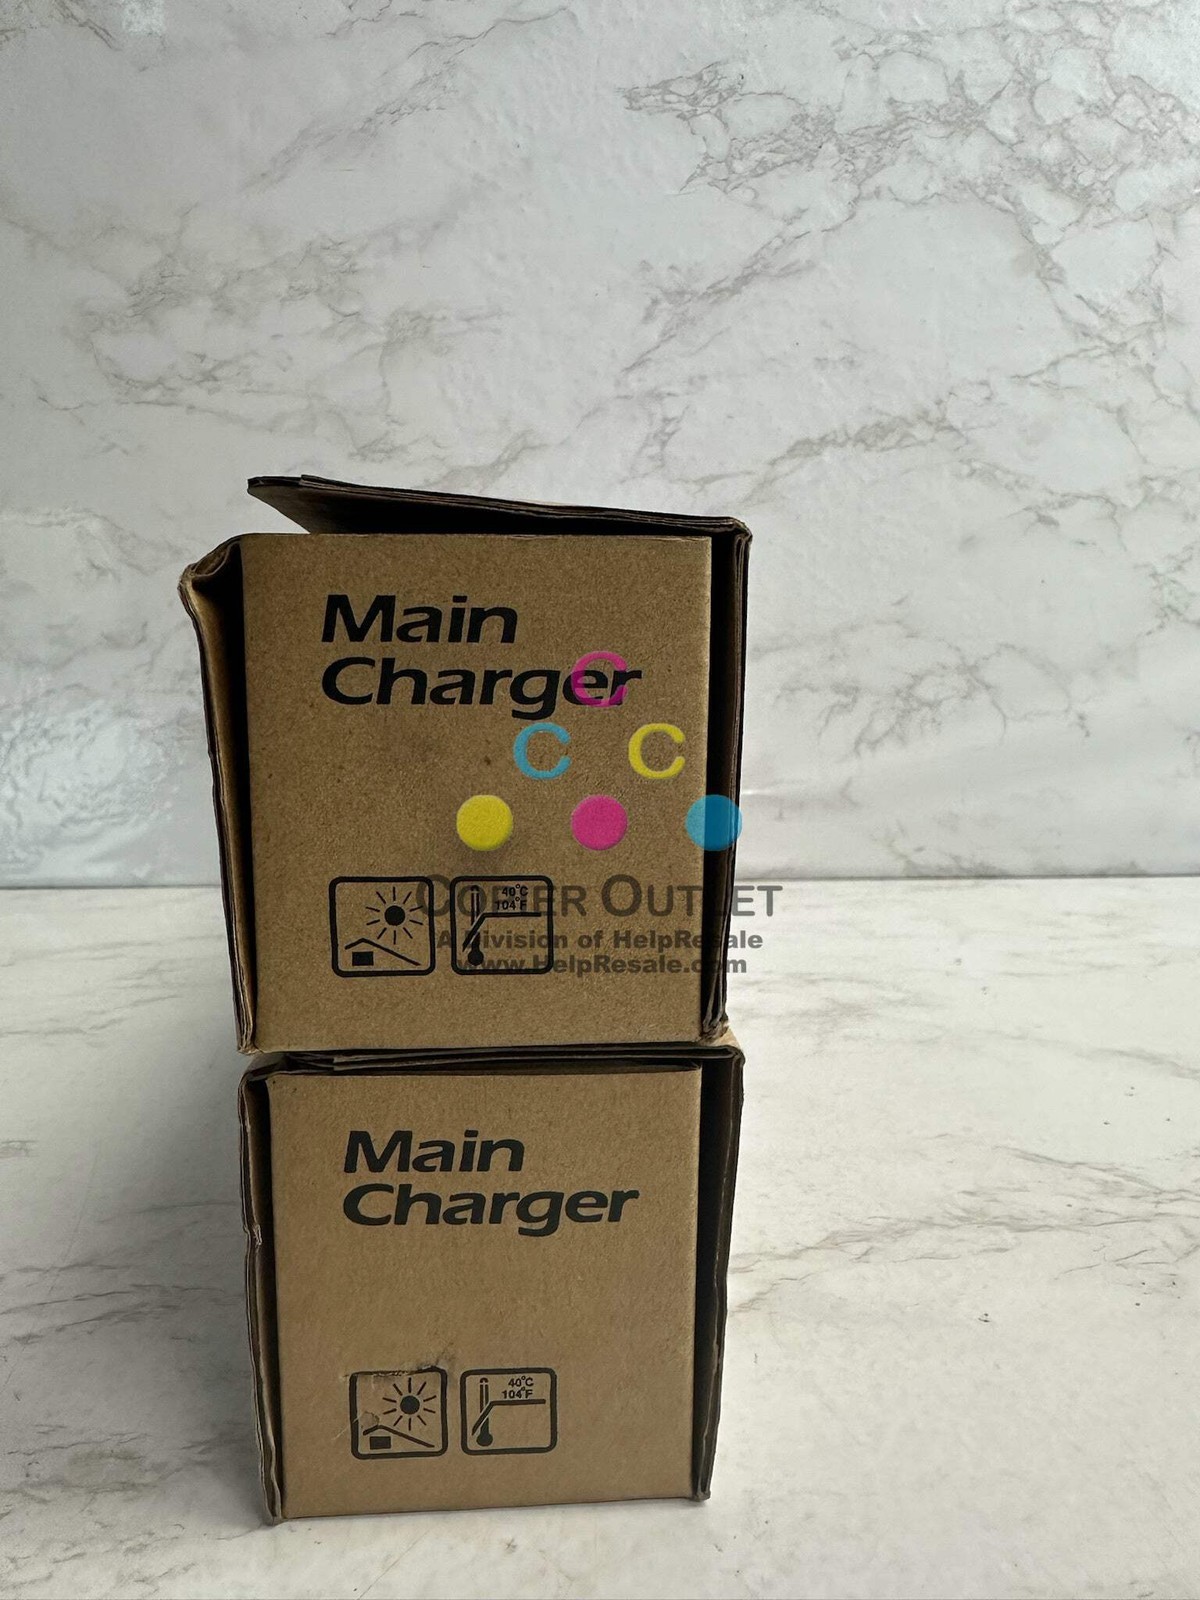 Main
Charger
C
C C
COPIER OUTLET
A Division of HelpResale
www.HelpResale.com
40°C
104°F
Main
Charger
40°C
104°F